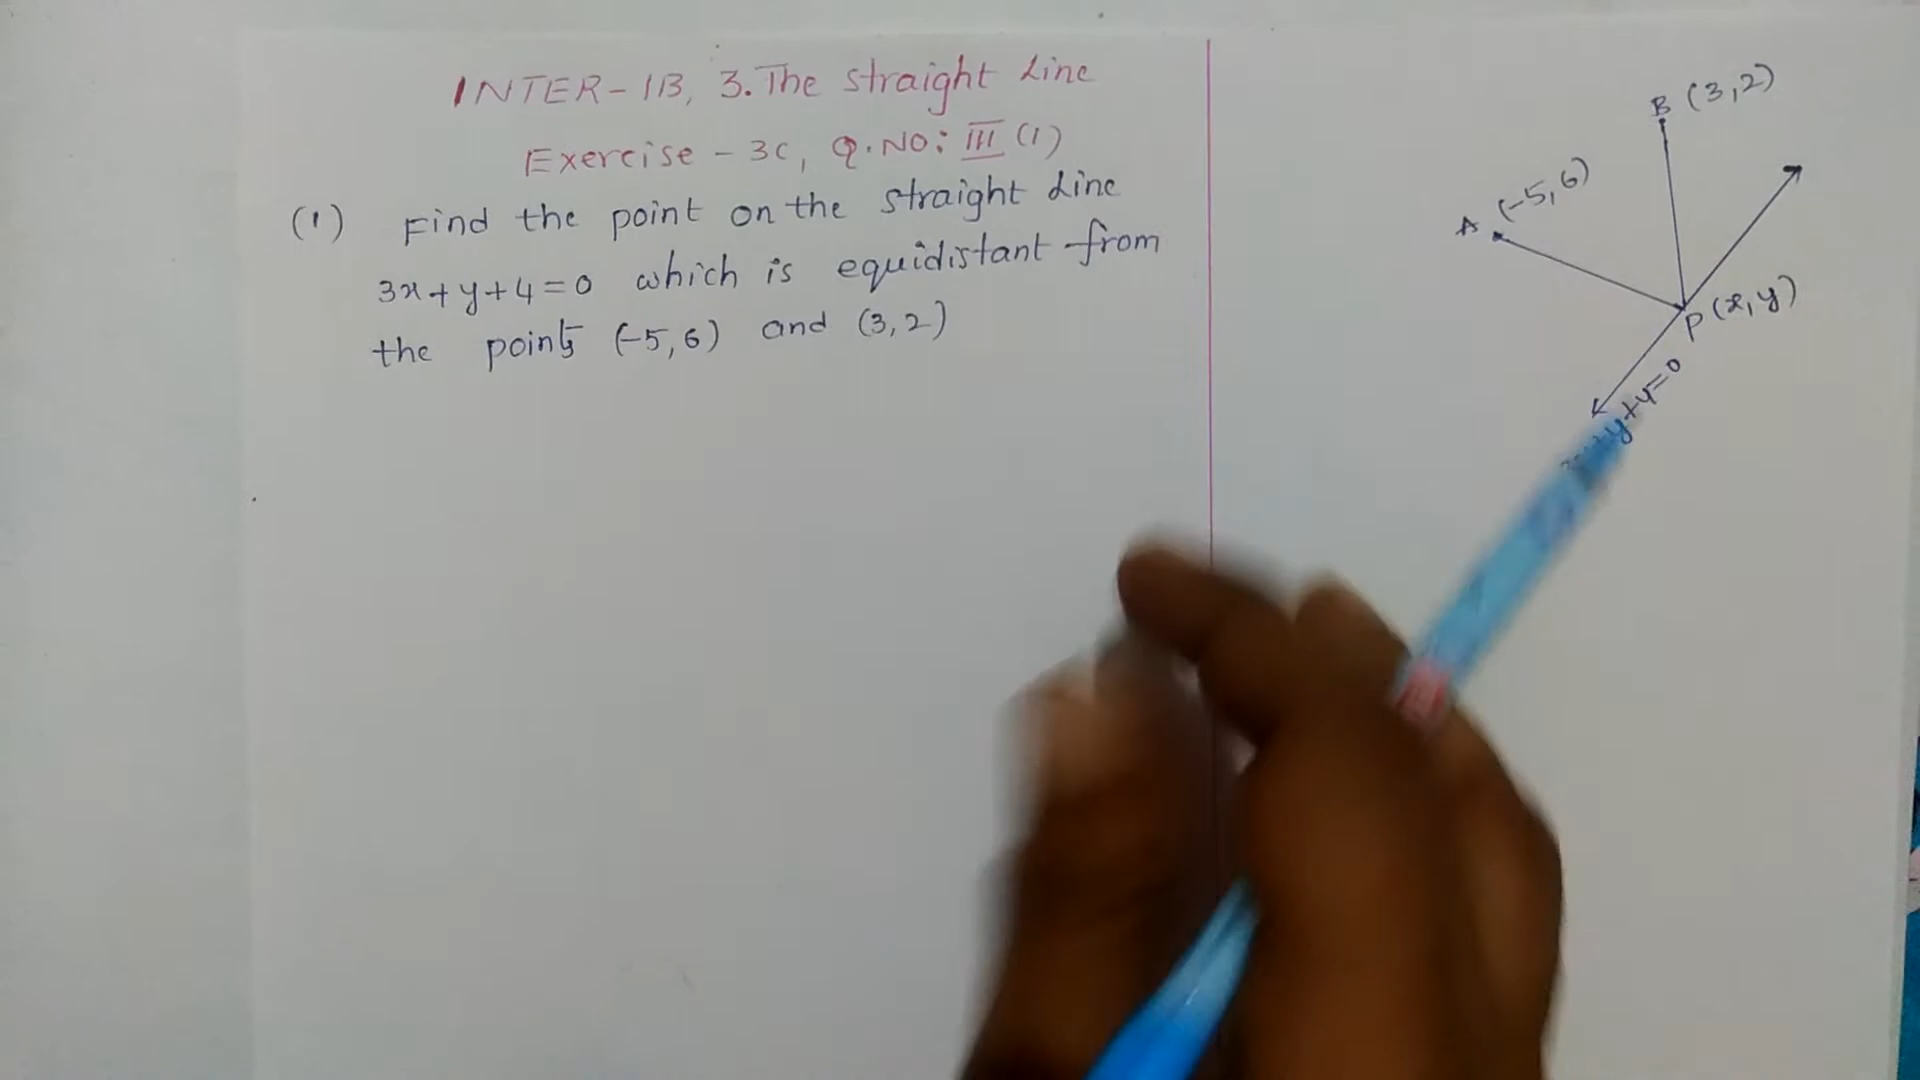 INTER-1B, 3. The straight Line
Exercise - 3C, Q.NO: III (1)
(1) Find the point on the straight Line
3x+y+4=0 which is equidistant from
the points (-5,6) and (3,2)
B (3,2)
A (-5,6)
P(x,y)
+y+4=0